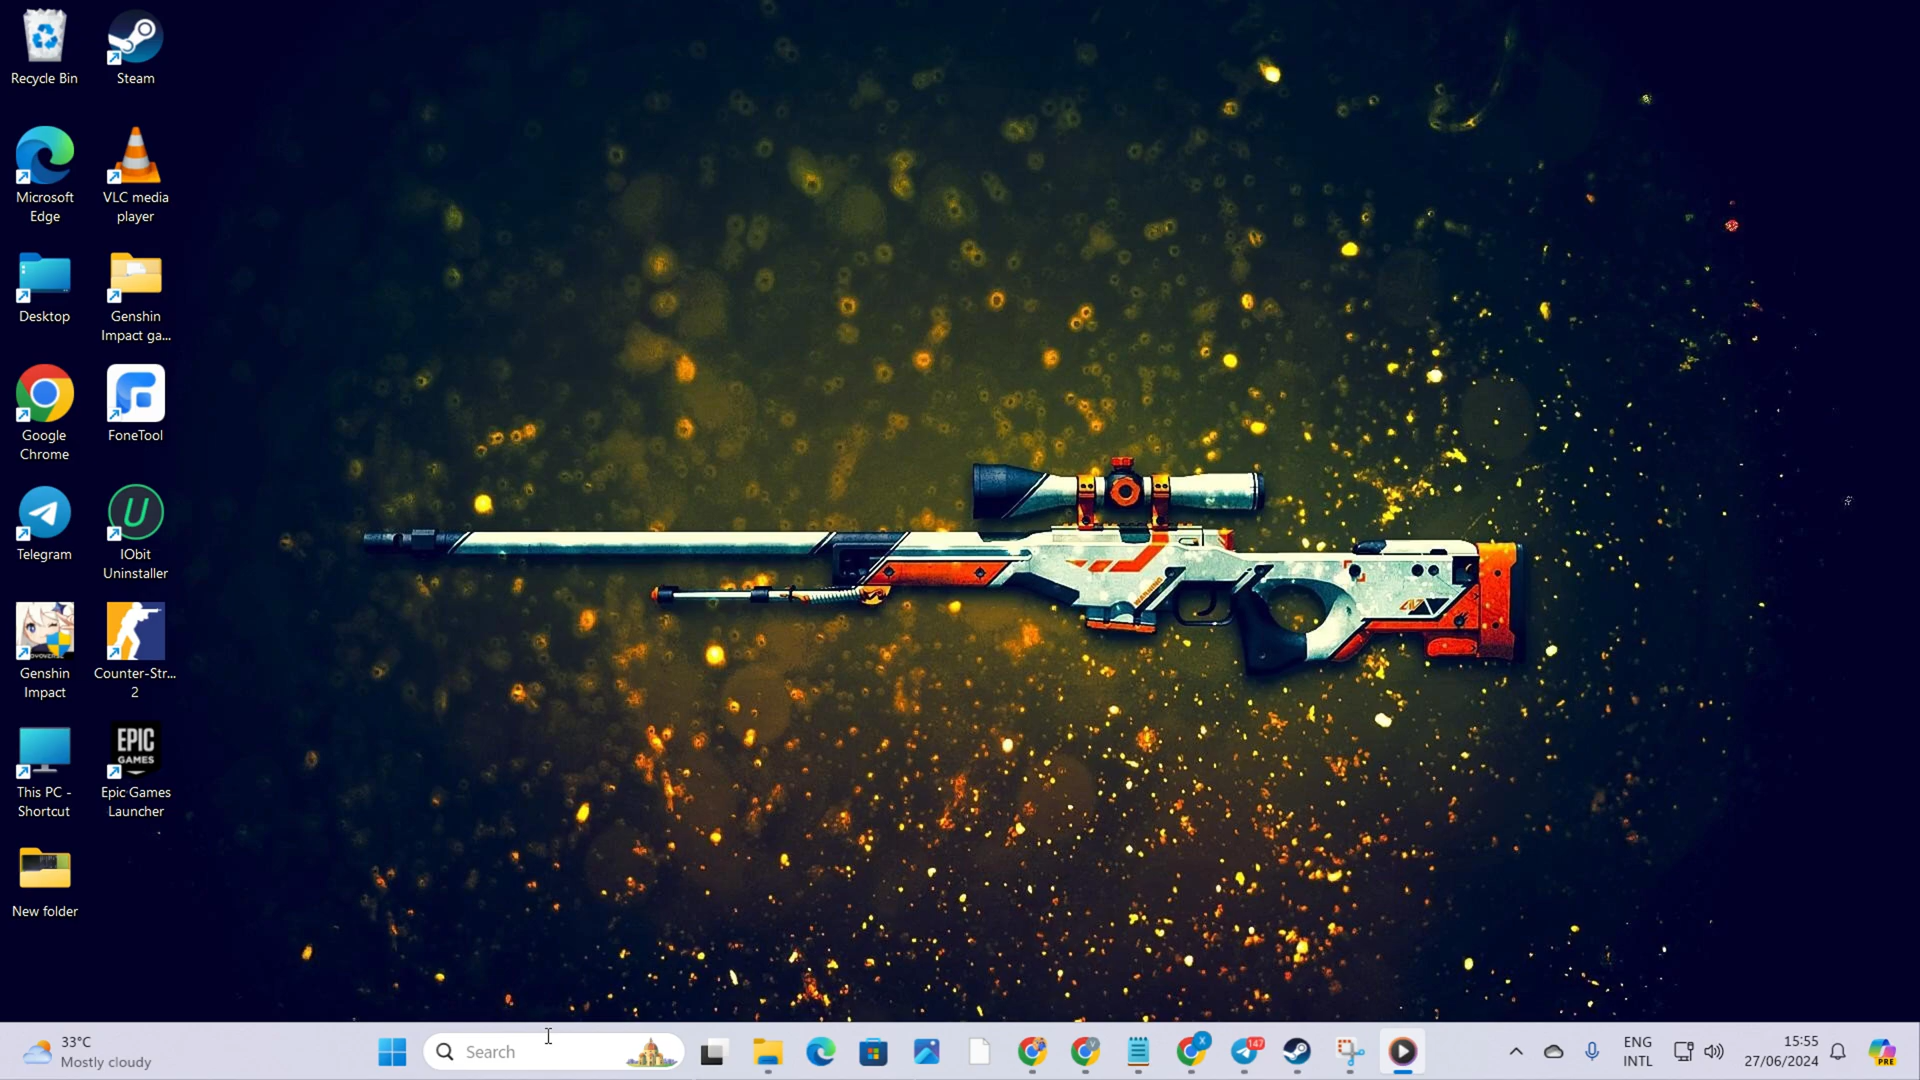 Recycle Bin
Steam
Microsoft
Edge
VLC media
player
Desktop
Genshin
Impact ga...
Google
Chrome
FoneTool
Telegram
IObit
Uninstaller
Genshin
Impact
Counter-Str...
2
This PC -
Shortcut
EPIC
GAMES
Epic Games
Launcher
New folder
33°C
Mostly cloudy
Search
147
ENG
INTL
15:55
27/06/2024
PRE